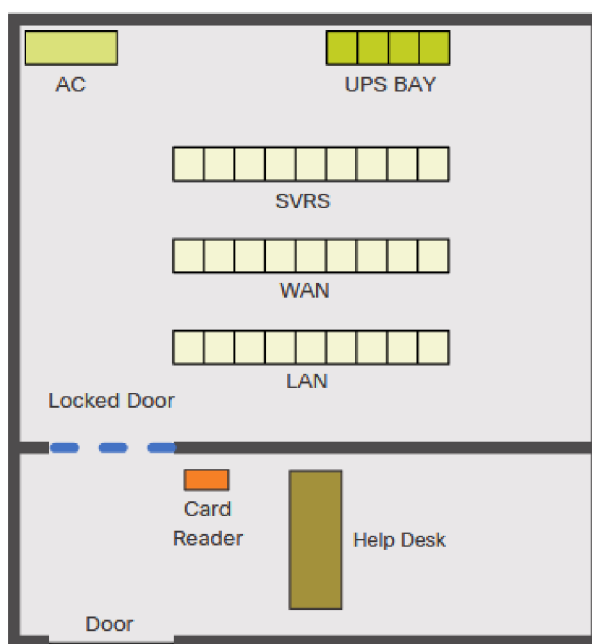 AC
UPS BAY
SVRS
WAN
LAN
Locked Door
Card
Reader
Help Desk
Door